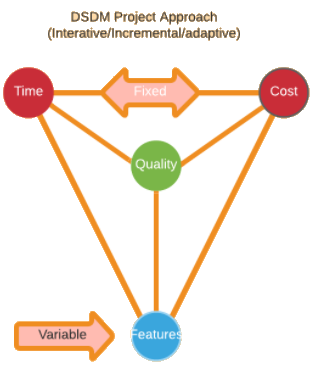 DSDM Project Approach
(Interative/Incremental/adaptive)
Time
Fixed
Cost
Quality
Variable
Features